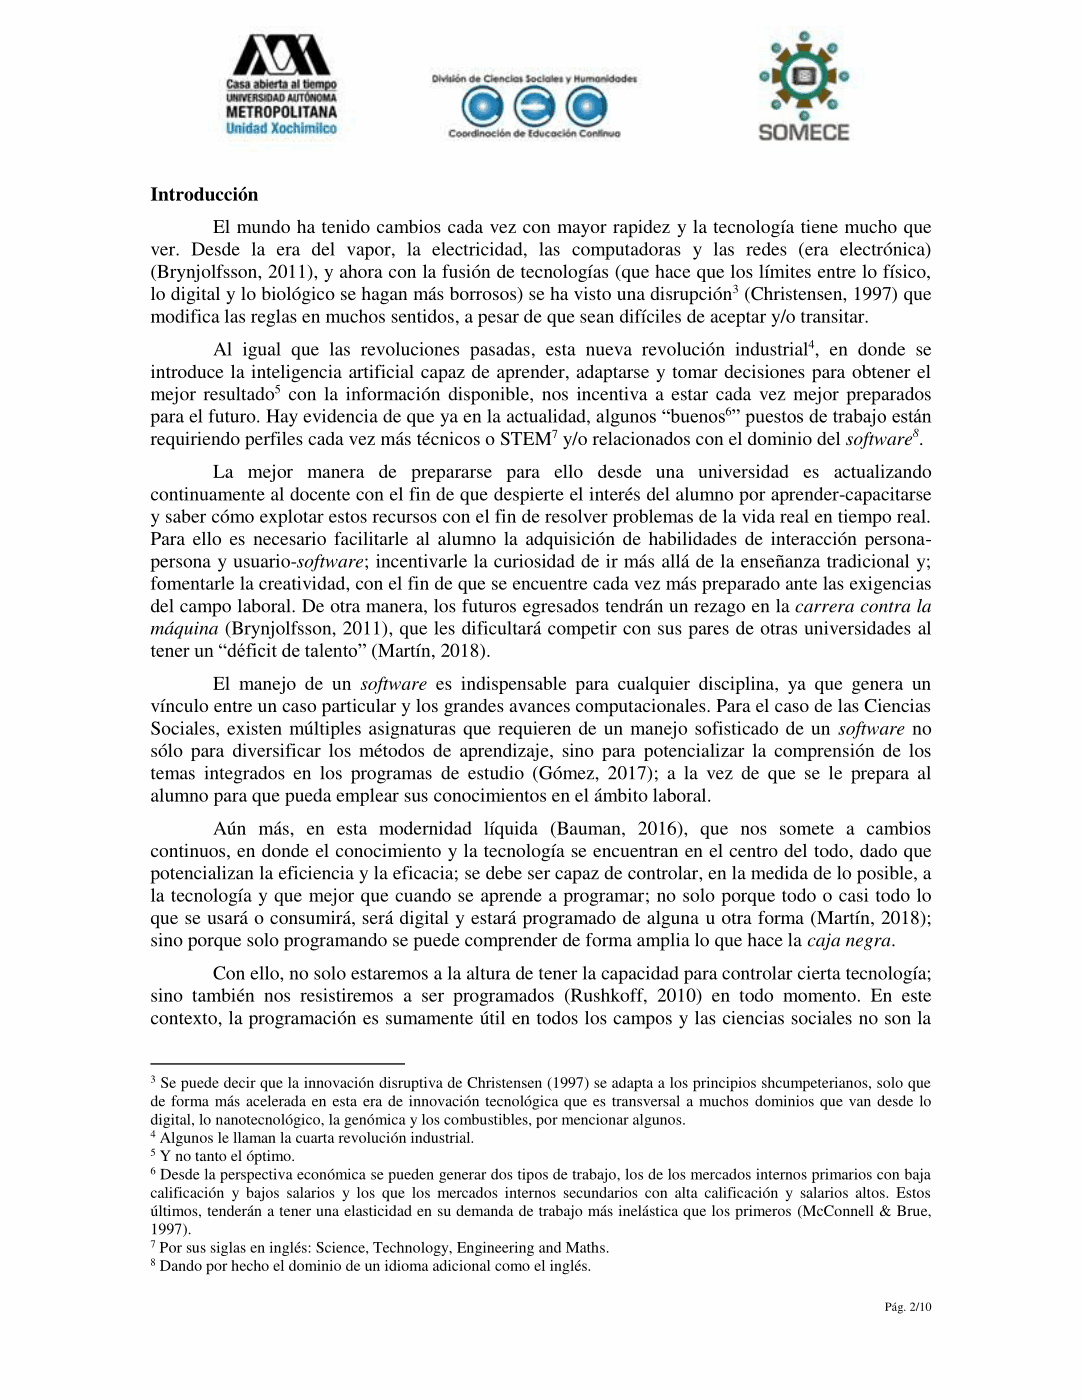 Casa abierta al tiempo
UNIVERSIDAD AUTÓNOMA
METROPOLITANA
Unidad Xochimilco
División de Ciencias Sociales y Humanidades
Coordinación de Educación Continua
SOMECE
Introducción
El mundo ha tenido cambios cada vez con mayor rapidez y la tecnología tiene mucho que
ver. Desde la era del vapor, la electricidad, las computadoras y las redes (era electrónica)
(Brynjolfsson, 2011), y ahora con la fusión de tecnologías (que hace que los límites entre lo físico,
lo digital y lo biológico se hagan más borrosos) se ha visto una disrupción³ (Christensen, 1997) que
modifica las reglas en muchos sentidos, a pesar de que sean difíciles de aceptar y/o transitar.
Al igual que las revoluciones pasadas, esta nueva revolución industrial⁴, en donde se
introduce la inteligencia artificial capaz de aprender, adaptarse y tomar decisiones para obtener el
mejor resultado⁵ con la información disponible, nos incentiva a estar cada vez mejor preparados
para el futuro. Hay evidencia de que ya en la actualidad, algunos “buenos⁶” puestos de trabajo están
requiriendo perfiles cada vez más técnicos o STEM⁷ y/o relacionados con el dominio del software⁸.
La mejor manera de prepararse para ello desde una universidad es actualizando
continuamente al docente con el fin de que despierte el interés del alumno por aprender-capacitarse
y saber cómo explotar estos recursos con el fin de resolver problemas de la vida real en tiempo real.
Para ello es necesario facilitarle al alumno la adquisición de habilidades de interacción persona-
persona y usuario-software; incentivarle la curiosidad de ir más allá de la enseñanza tradicional y;
fomentarle la creatividad, con el fin de que se encuentre cada vez más preparado ante las exigencias
del campo laboral. De otra manera, los futuros egresados tendrán un rezago en la carrera contra la
máquina (Brynjolfsson, 2011), que les dificultará competir con sus pares de otras universidades al
tener un “déficit de talento” (Martín, 2018).
El manejo de un software es indispensable para cualquier disciplina, ya que genera un
vínculo entre un caso particular y los grandes avances computacionales. Para el caso de las Ciencias
Sociales, existen múltiples asignaturas que requieren de un manejo sofisticado de un software no
sólo para diversificar los métodos de aprendizaje, sino para potencializar la comprensión de los
temas integrados en los programas de estudio (Gómez, 2017); a la vez de que se le prepara al
alumno para que pueda emplear sus conocimientos en el ámbito laboral.
Aún más, en esta modernidad líquida (Bauman, 2016), que nos somete a cambios
continuos, en donde el conocimiento y la tecnología se encuentran en el centro del todo, dado que
potencializan la eficiencia y la eficacia; se debe ser capaz de controlar, en la medida de lo posible, a
la tecnología y que mejor que cuando se aprende a programar; no solo porque todo o casi todo lo
que se usará o consumirá, será digital y estará programado de alguna u otra forma (Martín, 2018);
sino porque solo programando se puede comprender de forma amplia lo que hace la caja negra.
Con ello, no solo estaremos a la altura de tener la capacidad para controlar cierta tecnología;
sino también nos resistiremos a ser programados (Rushkoff, 2010) en todo momento. En este
contexto, la programación es sumamente útil en todos los campos y las ciencias sociales no son la
³ Se puede decir que la innovación disruptiva de Christensen (1997) se adapta a los principios shcumpeterianos, solo que
de forma más acelerada en esta era de innovación tecnológica que es transversal a muchos dominios que van desde lo
digital, lo nanotecnológico, la genómica y los combustibles, por mencionar algunos.
⁴ Algunos le llaman la cuarta revolución industrial.
⁵ Y no tanto el óptimo.
⁶ Desde la perspectiva económica se pueden generar dos tipos de trabajo, los de los mercados internos primarios con baja
calificación y bajos salarios y los que los mercados internos secundarios con alta calificación y salarios altos. Estos
últimos, tenderán a tener una elasticidad en su demanda de trabajo más inelástica que los primeros (McConnell & Brue,
1997).
⁷ Por sus siglas en inglés: Science, Technology, Engineering and Maths.
⁸ Dando por hecho el dominio de un idioma adicional como el inglés.
Pág. 2/10